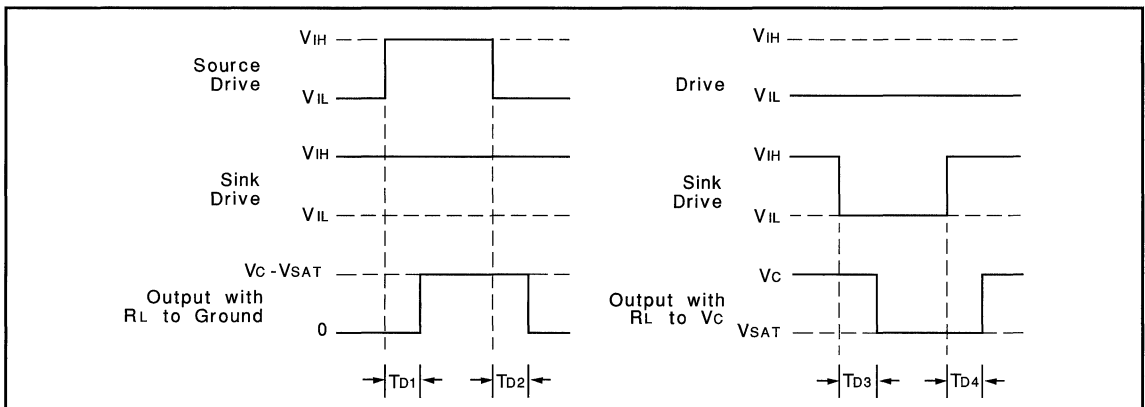 VIH
Source
Drive
VIL
VIH
Sink
Drive
VIL
VC -VSAT
Output with
RL to Ground
0
TD1
TD2
VIH
Drive
VIL
VIH
Sink
Drive
VIL
VC
Output with
RL to VC
VSAT
TD3
TD4